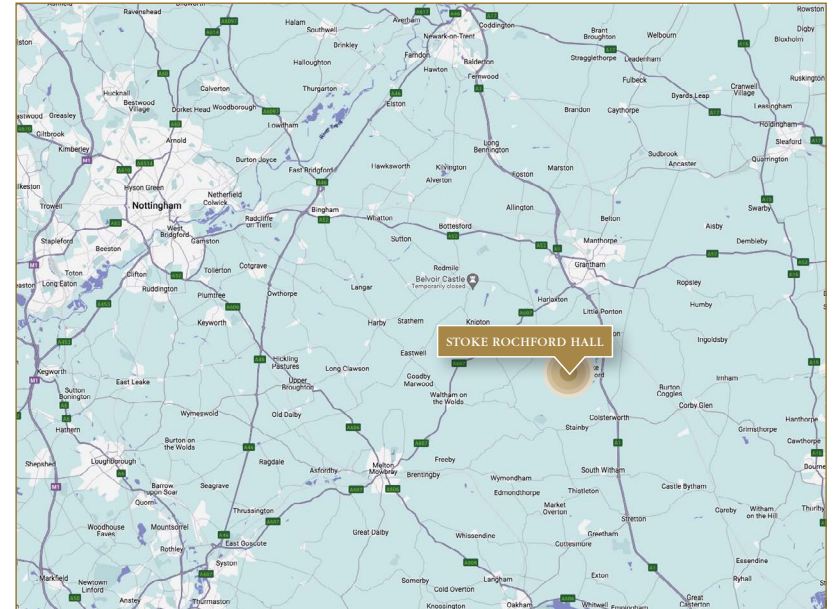 Ravenshead
Halam
Southwell
Averham
Coddington
Rowston
Brant
Broughton
Welbourn
Digby
Bloxholm
Brinkley
Newark-on-Trent
Stragglethorpe
Leadenham
Halloughton
Farndon
Balderton
Hawton
Fernwood
Fulbeck
Ruskington
Hucknall
Calverton
Thurgarton
Cranwell
Village
Byards Leap
Bestwood
Village
Dorket Head
Woodborough
Elston
Brandon
Caythorpe
Leasingham
Greasley
Lowdham
Holdingham
Giltbrook
Arnold
Long
Bennington
Sleaford
Kimberley
Burton Joyce
Sudbrook
Ancaster
Quarrington
East Bridgford
Hawksworth
Kilvington
Marston
Alverton
Foston
Hyson Green
Netherfield
Colwick
Nottingham
Trowell
Bingham
Allington
Swarby
Radcliffe
on Trent
Whatton
Belton
West
Bridgford
Bottesford
Aisby
Stapleford
Beeston
Gamston
Sutton
Manthorpe
Dembleby
Toton
Clifton
Tollerton
Cotgrave
Redmile
Grantham
Long Eaton
Ruddington
Plumtree
Owthorpe
Langar
Belvoir Castle
Temporarily closed
Ropsley
Harlaxton
Humby
Keyworth
Harby
Stathern
Knipton
Little Ponton
STOKE ROCHFORD HALL
Ingoldsby
Eastwell
Hickling
Pastures
Kegworth
East Leake
Long Clawson
Goadby
Marwood
Irnham
Upper
Broughton
Burton
Coggles
Sutton
Bonington
Waltham on
the Wolds
Corby Glen
Wymeswold
Old Dalby
Colsterworth
Hathern
Stainby
Grimsthorpe
Hanthorpe
Burton on
the Wolds
Cawthorpe
Shepshed
Loughborough
Ragdale
Asfordby
Melton
Mowbray
Freeby
Brentingby
South Witham
Bourne
Barrow
upon Soar
Seagrave
Wymondham
Edmondthorpe
Thistleton
Castle Bytham
Quorn
Thrussington
Market
Overton
Creeton
Witham
on the Hill
Woodhouse
Eaves
Mountsorrel
Stretton
East Goscote
Great Dalby
Whissendine
Greetham
Cottesmore
Rothley
Syston
Essendine
Markfield
Newtown
Linford
Somerby
Cold Overton
Langham
Exton
Ryhall
Anstey
Thurmaston
Knossington
Oakham
Whitwell
Empingham
Great
Casterton